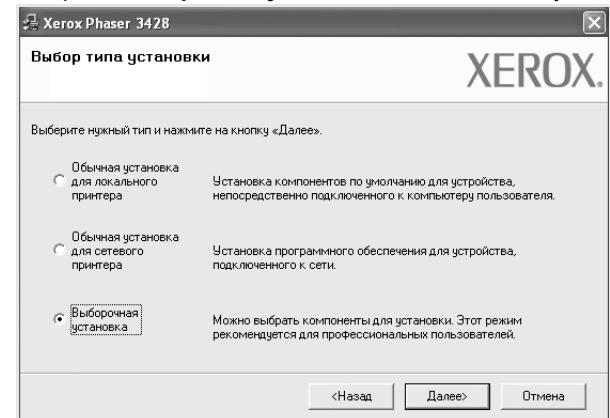 Xerox Phaser 3428
Выбор типа установки
XEROX.
Выберите нужный тип и нажмите на кнопку «Далее».
Обычная установка
для локального
принтера
Установка компонентов по умолчанию для устройства,
непосредственно подключенного к компьютеру пользователя.
Обычная установка
для сетевого
принтера
Установка программного обеспечения для устройства,
подключенного к сети.
Выборочная
установка
Можно выбрать компоненты для установки. Этот режим
рекомендуется для профессиональных пользователей.
<Назад
Далее>
Отмена